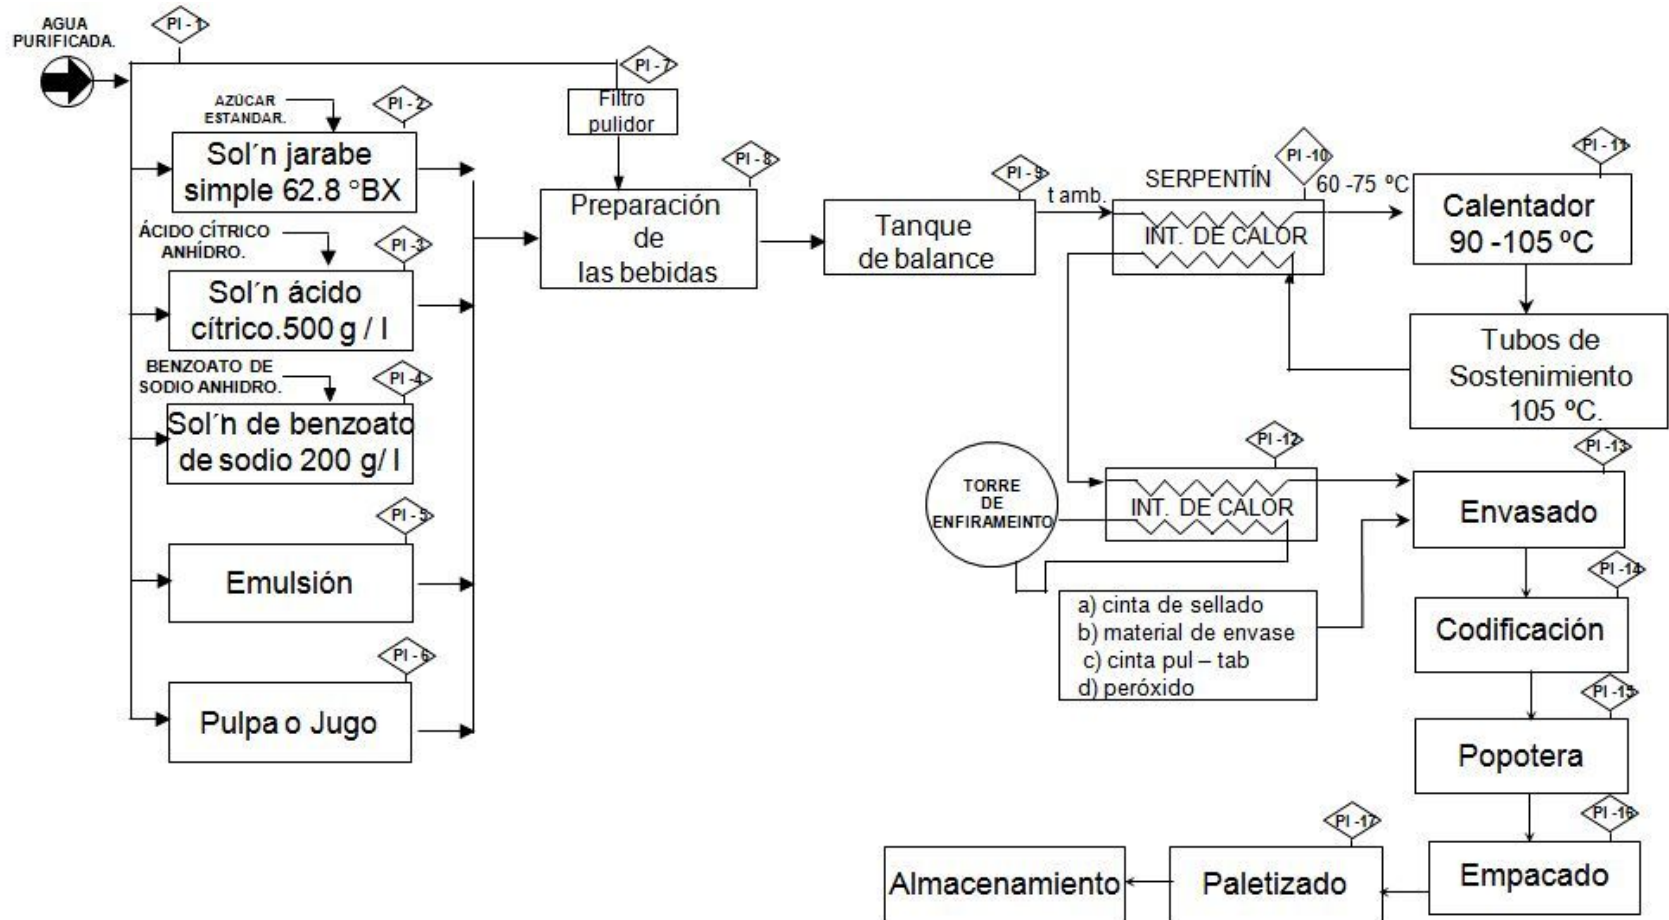 AGUA
PURIFICADA.
PI - 1
PI - 7
Filtro
pulidor
AZÚCAR
ESTANDAR.
PI - 2
Sol´n jarabe
simple 62.8 °BX
ÁCIDO CÍTRICO
ANHÍDRO.
PI -3
Sol´n ácido
cítrico.500 g / l
BENZOATO DE
SODIO ANHIDRO.
PI -4
Sol´n de benzoato
de sodio 200 g/ l
PI - 5
Emulsión
PI - 6
Pulpa o Jugo
PI - 8
Preparación
de
las bebidas
PI - 9
Tanque
de balance
t amb.
SERPENTÍN
PI -10
60 -75 ºC
INT. DE CALOR
PI - 11
Calentador
90 -105 ºC
Tubos de
Sostenimiento
105 ºC.
TORRE
DE
ENFIRAMEINTO
PI -12
INT. DE CALOR
PI -13
Envasado
a) cinta de sellado
b) material de envase
c) cinta pul – tab
d) peróxido
PI -14
Codificación
PI -15
Popotera
PI -16
Empacado
PI -17
Paletizado
Almacenamiento